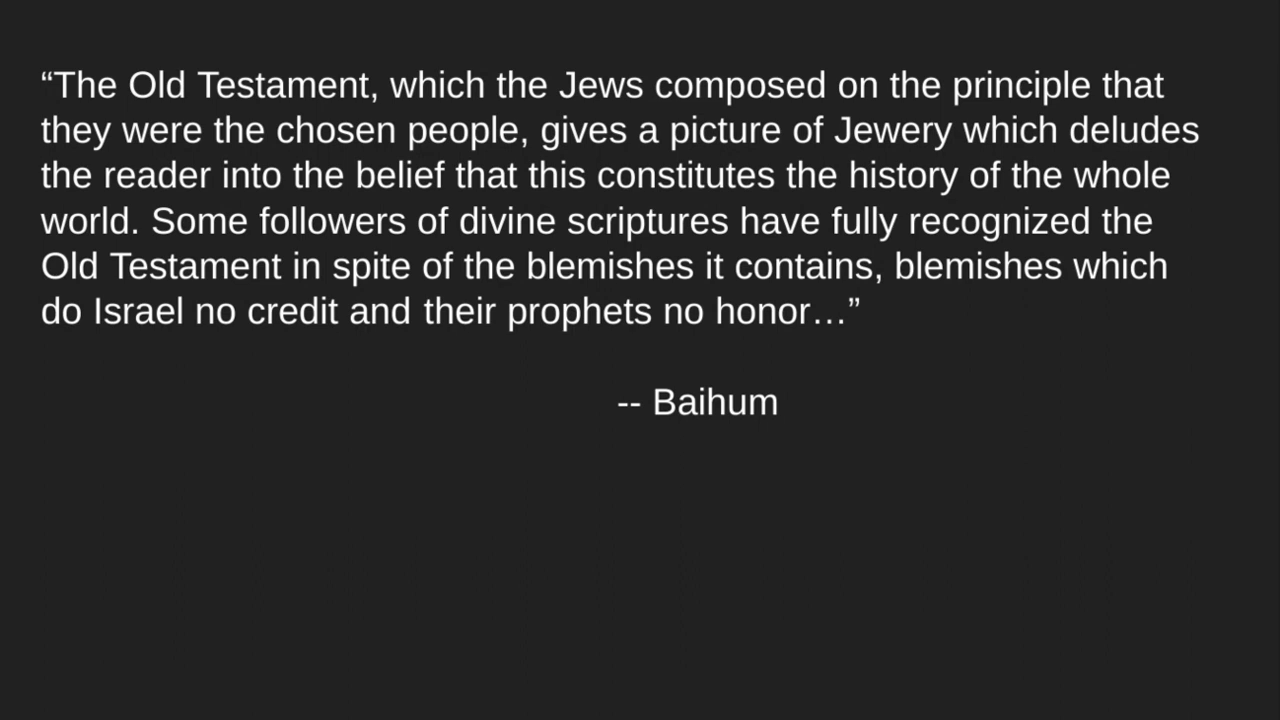 “The Old Testament, which the Jews composed on the principle that
they were the chosen people, gives a picture of Jewery which deludes
the reader into the belief that this constitutes the history of the whole
world. Some followers of divine scriptures have fully recognized the
Old Testament in spite of the blemishes it contains, blemishes which
do Israel no credit and their prophets no honor…”
-- Baihum